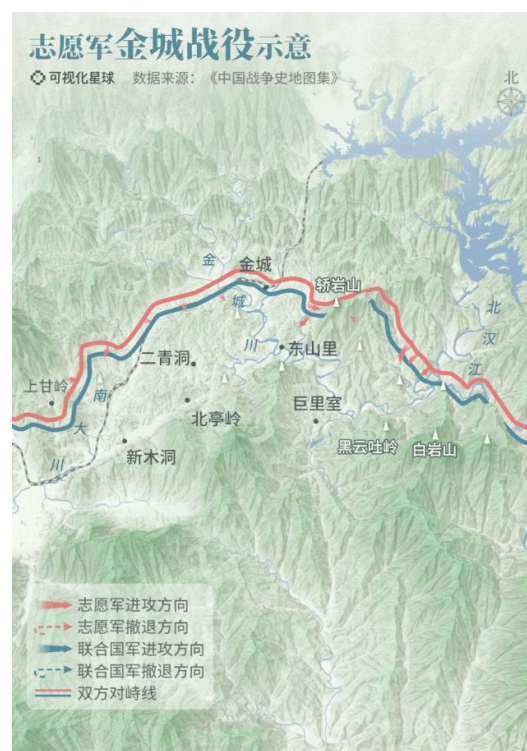 志愿军金城战役示意
可视化星球 数据来源：《中国战争史地图集》
北
金
金城
轿岩山
城
北
川
东山里
汉
二青洞
江
上甘岭
南
巨里室
北亭岭
大
黑云吐岭
白岩山
新木洞
川
志愿军进攻方向
志愿军撤退方向
联合国军进攻方向
联合国军撤退方向
双方对峙线